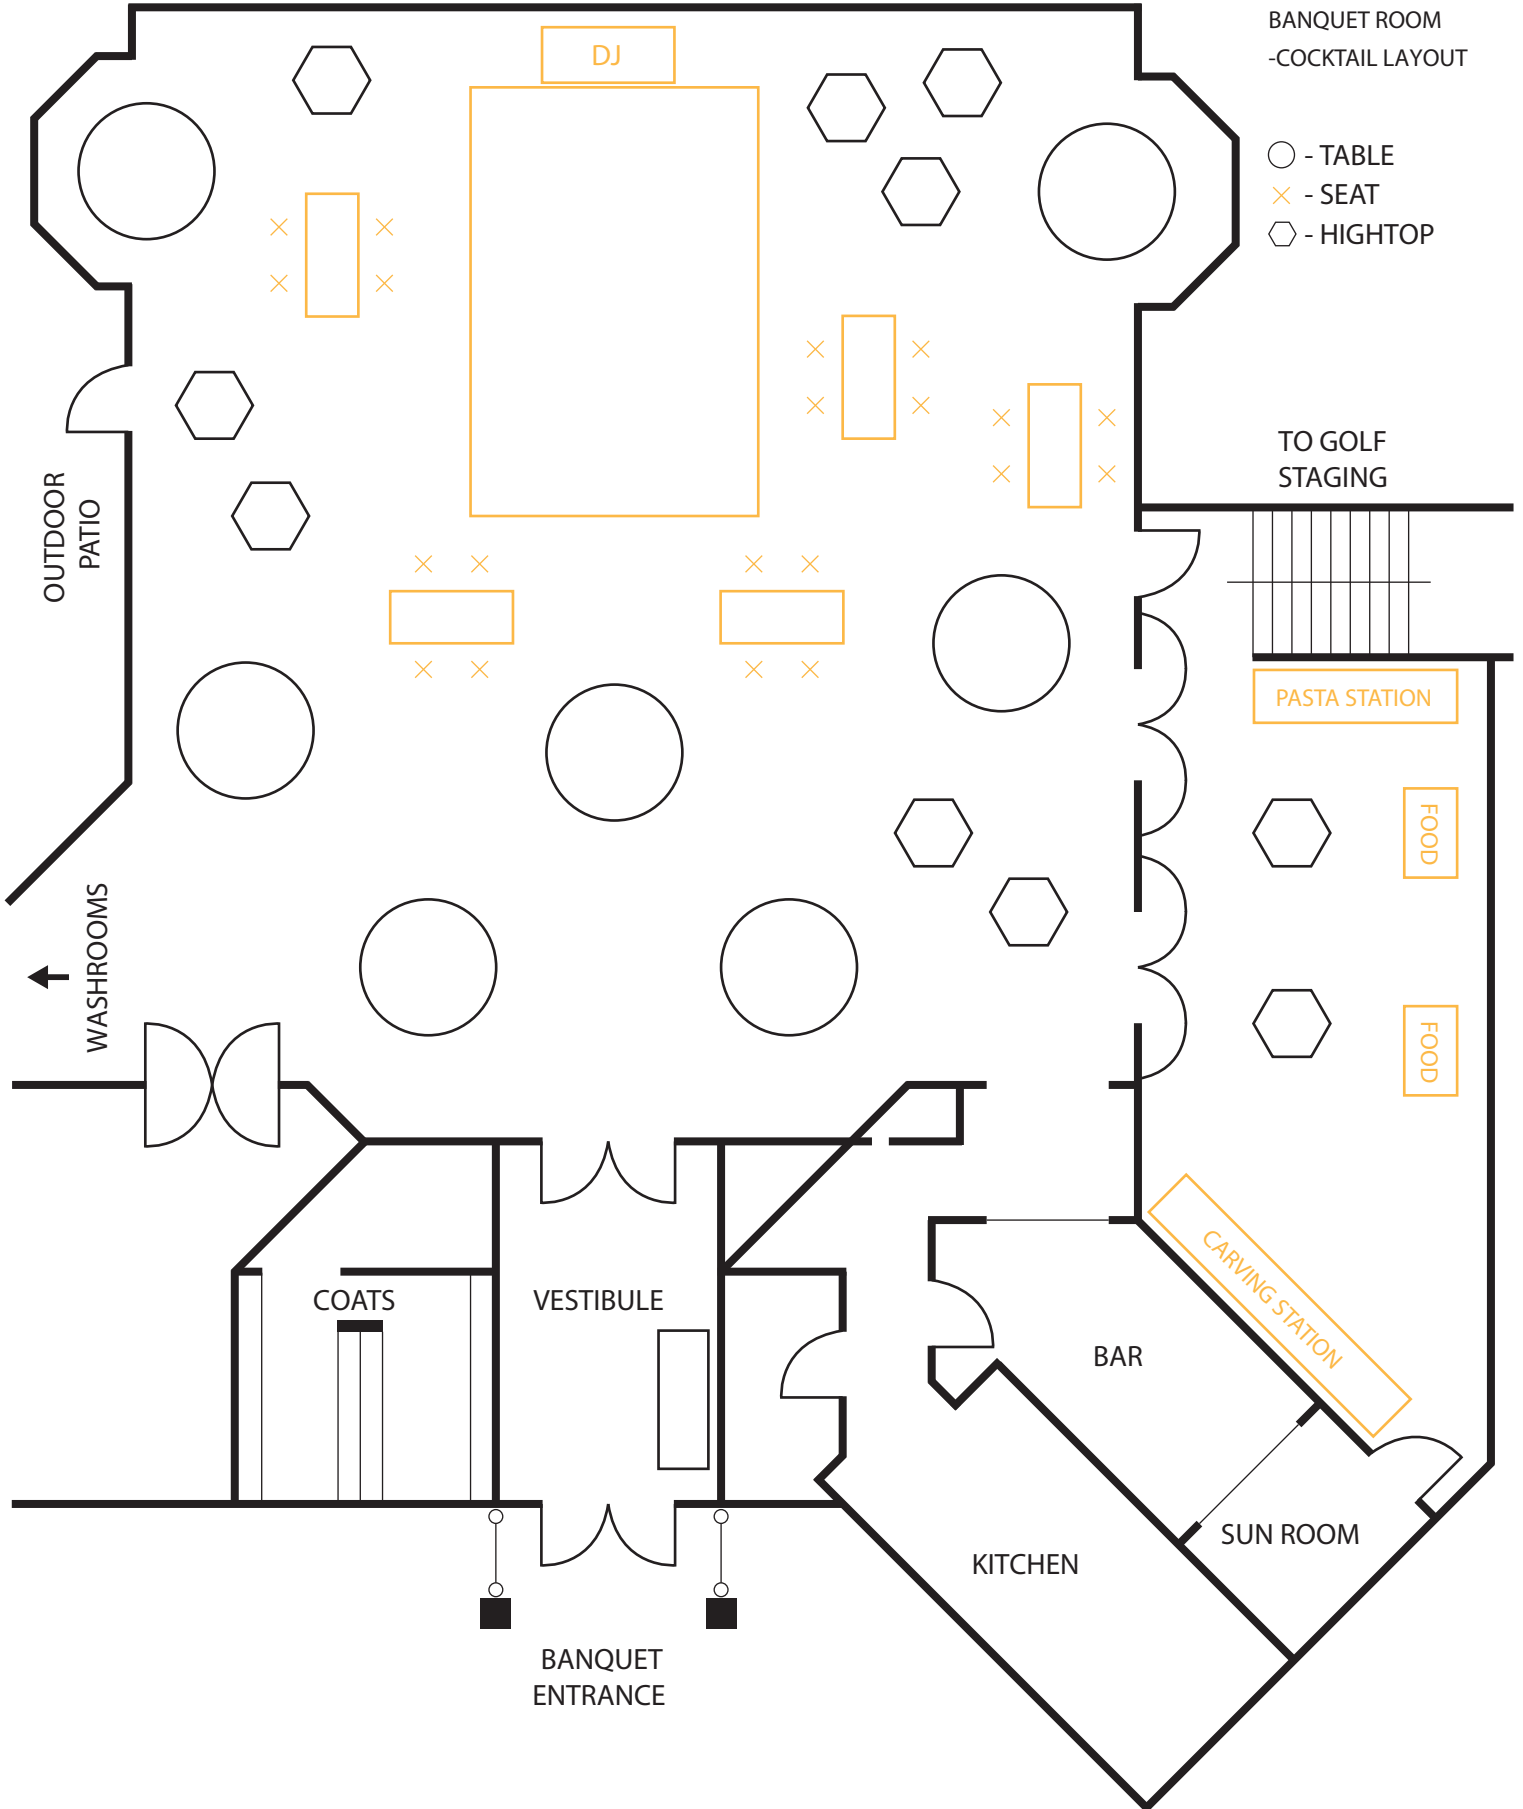 BANQUET ROOM
-COCKTAIL LAYOUT
DJ
- TABLE
- SEAT
- HIGHTOP
TO GOLF
STAGING
OUTDOOR
PATIO
PASTA STATION
FOOD
WASHROOMS
FOOD
CARVING STATION
COATS
VESTIBULE
BAR
SUN ROOM
KITCHEN
BANQUET
ENTRANCE